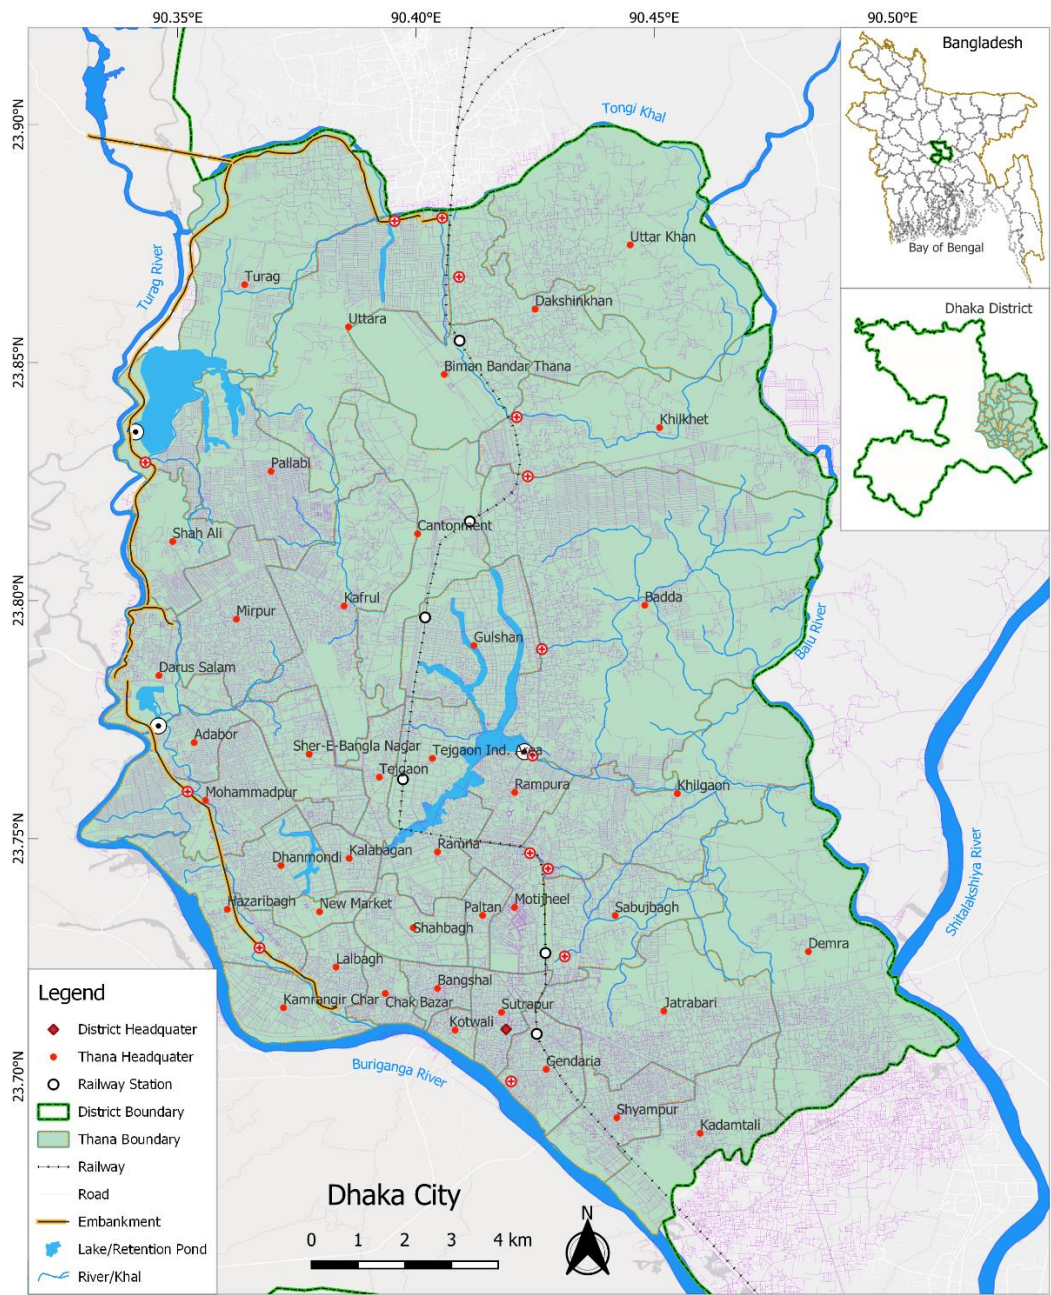 90.35°E 90.40°E 90.45°E 90.50°E
23.90°N
23.85°N
23.80°N
23.75°N
23.70°N
Bangladesh
Bay of Bengal
Dhaka District
Tongi Khal
Turag River
Uttar Khan
Turag
Dakshinkhan
Uttara
Biman Bandar Thana
Khilkhet
Pallabi
Cantonment
Shah Ali
Kafrul
Badda
Mirpur
Gulshan
Balu River
Darus Salam
Adabor
Sher-E-Bangla Nagar
Tejgaon Ind. Area
Tejgaon
Mohammadpur
Rampura
Khilgaon
Dhanmondi
Kalabagan
Ramna
Hazaribagh
New Market
Paltan
Motijheel
Sabujbagh
Shahbagh
Shitalakshiya River
Demra
Lalbagh
Bangshal
Kamrangir Char
Chak Bazar
Sutrapur
Jatrabari
Kotwali
Buriganga River
Gendaria
Shyampur
Kadamtali
Legend
District Headquater
Thana Headquater
Railway Station
District Boundary
Thana Boundary
Railway
Road
Embankment
Lake/Retention Pond
River/Khal
Dhaka City
0 1 2 3 4 km
N